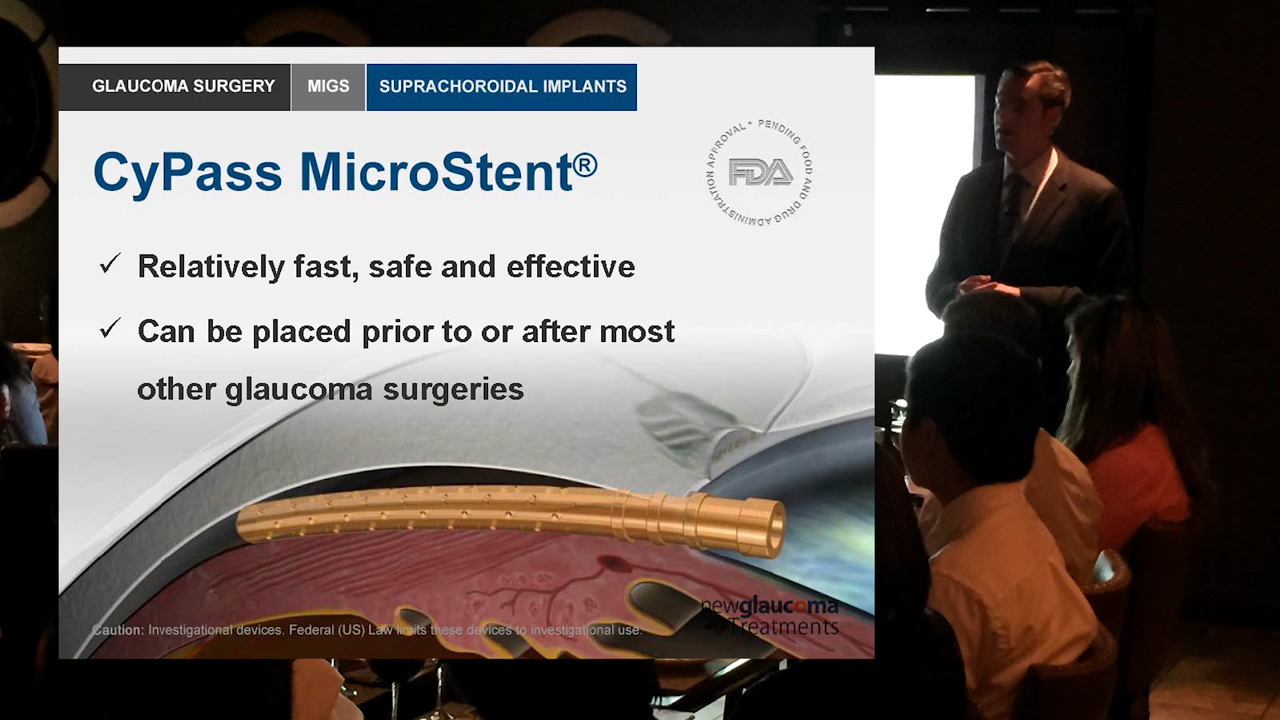 GLAUCOMA SURGERY MIGS SUPRACHOROIDAL IMPLANTS
CyPass MicroStent®
PENDING FOOD AND DRUG ADMINISTRATION APPROVAL *
FDA
✓ Relatively fast, safe and effective
✓ Can be placed prior to or after most
other glaucoma surgeries
newglaucoma
Treatments
Caution: Investigational devices. Federal (US) Law limits these devices to investigational use.